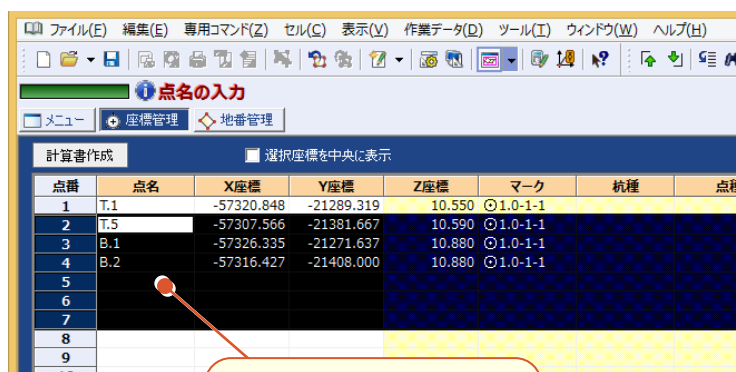 ファイル(F) 編集(E) 専用コマンド(Z) セル(C) 表示(V) 作業データ(D) ツール(T) ウィンドウ(W) ヘルプ(H)
点名の入力
メニュー 座標管理 地番管理
計算書作成 選択座標を中央に表示
点番 点名 X座標 Y座標 Z座標 マーク 杭種
1 T.1 -57320.848 -21289.319 10.550 ⊙1.0-1-1
2 T.5 -57307.566 -21381.667 10.590 ⊙1.0-1-1
3 B.1 -57326.335 -21271.637 10.880 ⊙1.0-1-1
4 B.2 -57316.427 -21408.000 10.880 ⊙1.0-1-1
5
6
7
8
9